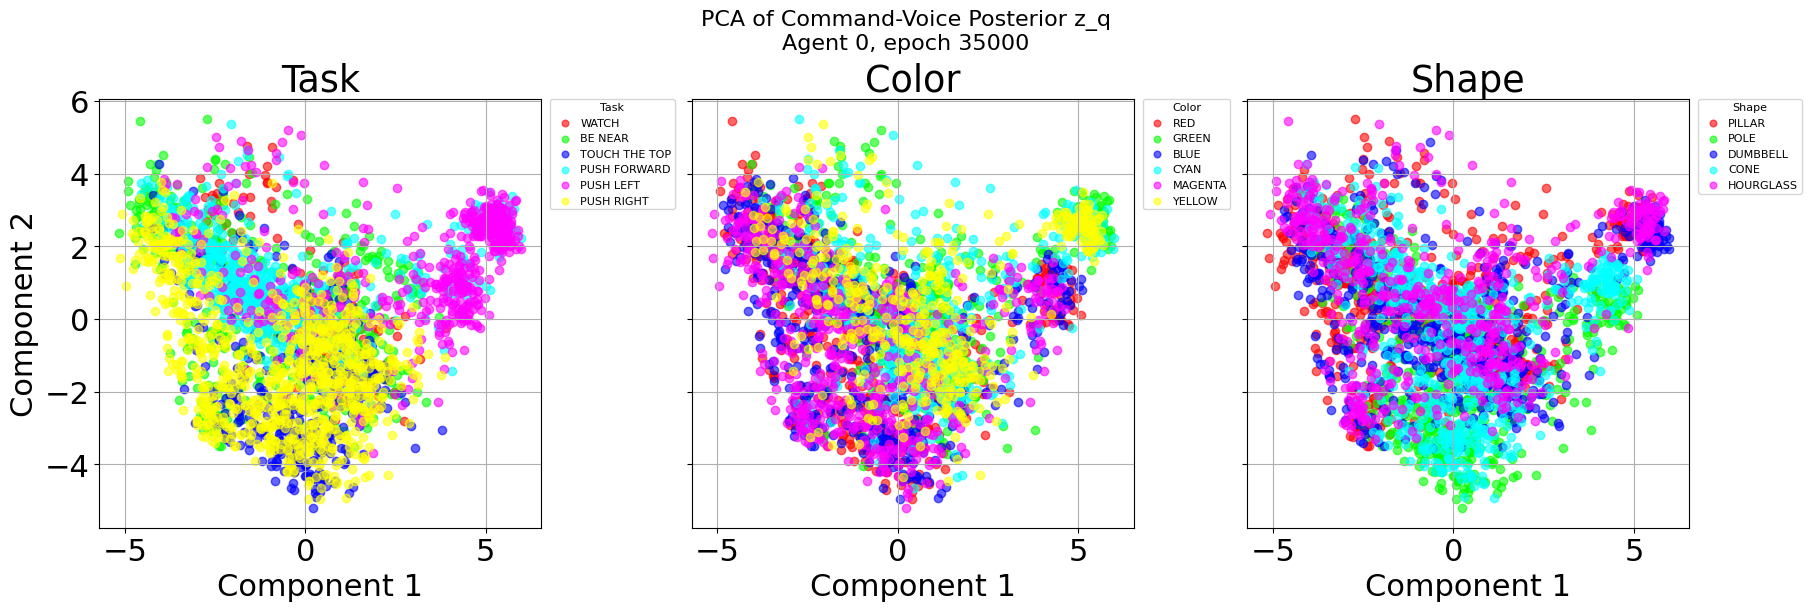 PCA of Command-Voice Posterior z_q
Agent 0, epoch 35000
Task
Color
Shape
Task
WATCH
BE NEAR
TOUCH THE TOP
PUSH FORWARD
PUSH LEFT
PUSH RIGHT
Color
RED
GREEN
BLUE
CYAN
MAGENTA
YELLOW
Shape
PILLAR
POLE
DUMBBELL
CONE
HOURGLASS
Component 2
6
4
2
0
−2
−4
−5 0 5
−5 0 5
−5 0 5
Component 1
Component 1
Component 1